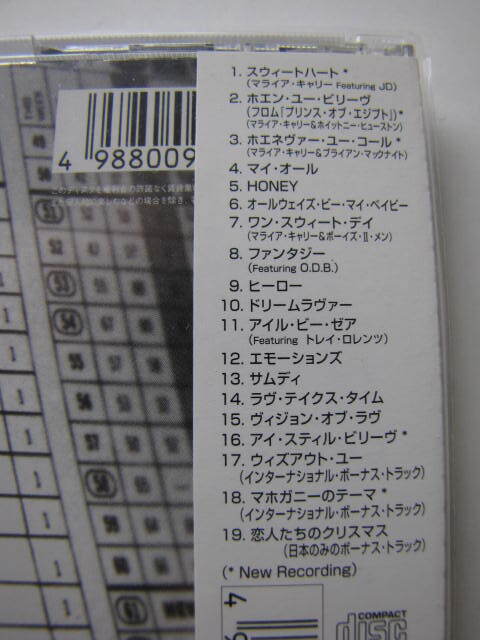 1. スウィートハート*
(マライア・キャリー Featuring JD)
2. ホエン・ユー・ビリーヴ
(フロム「プリンス・オブ・エジプト」)*
(マライア・キャリー&ホイットニー・ヒューストン)
3. ホエネヴァー・ユー・コール*
(マライア・キャリー&ブライアン・マックナイト)
4. マイ・オール
5. HONEY
6. オールウェイズ・ビー・マイ・ベイビー
7. ワン・スウィート・デイ
(マライア・キャリー&ボーイズ・Ⅱ・メン)
8. ファンタジー
(Featuring O.D.B.)
9. ヒーロー
10. ドリームラヴァー
11. アイル・ビー・ゼア
(Featuring トレイ・ロレンツ)
12. エモーションズ
13. サムデイ
14. ラヴ・テイクス・タイム
15. ヴィジョン・オブ・ラヴ
16. アイ・スティル・ビリーヴ*
17. ウィズアウト・ユー
(インターナショナル・ボーナス・トラック)
18. マホガニーのテーマ*
(インターナショナル・ボーナス・トラック)
19. 恋人たちのクリスマス
(日本のみのボーナス・トラック)
(* New Recording)
4 988009
THIS WEEK
51
52
53
54
55
56
57
58
59
60
61
4
COMPACT
disc